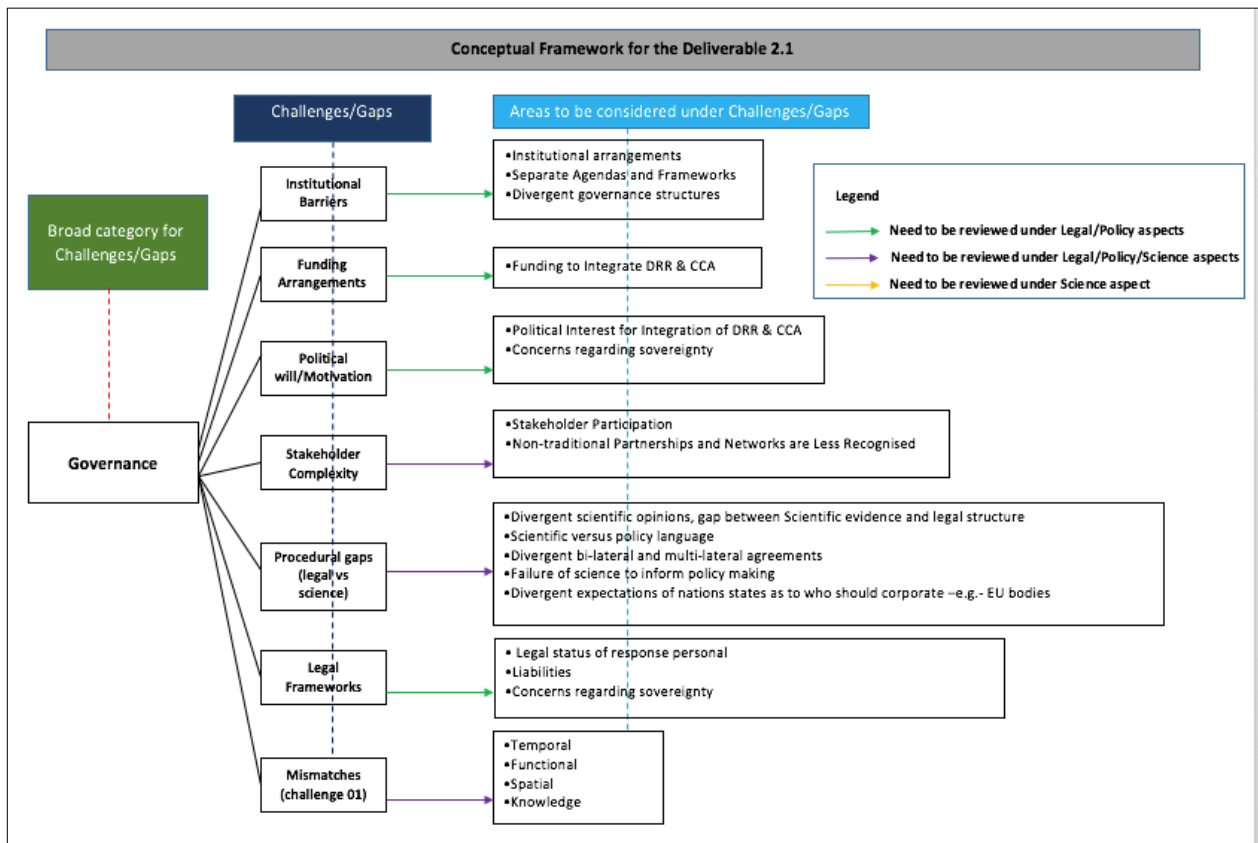 Conceptual Framework for the Deliverable 2.1
Challenges/Gaps
Areas to be considered under Challenges/Gaps
Broad category for
Challenges/Gaps
Governance
Institutional
Barriers
•Institutional arrangements
•Separate Agendas and Frameworks
•Divergent governance structures
Funding
Arrangements
•Funding to Integrate DRR & CCA
Political
will/Motivation
•Political Interest for Integration of DRR & CCA
•Concerns regarding sovereignty
Stakeholder
Complexity
•Stakeholder Participation
•Non-traditional Partnerships and Networks are Less Recognised
Procedural gaps
(legal vs
science)
•Divergent scientific opinions, gap between Scientific evidence and legal structure
•Scientific versus policy language
•Divergent bi-lateral and multi-lateral agreements
•Failure of science to inform policy making
•Divergent expectations of nations states as to who should corporate –e.g.- EU bodies
Legal
Frameworks
• Legal status of response personal
•Liabilities
•Concerns regarding sovereignty
Mismatches
(challenge 01)
•Temporal
•Functional
•Spatial
•Knowledge
Legend
Need to be reviewed under Legal/Policy aspects
Need to be reviewed under Legal/Policy/Science aspects
Need to be reviewed under Science aspect